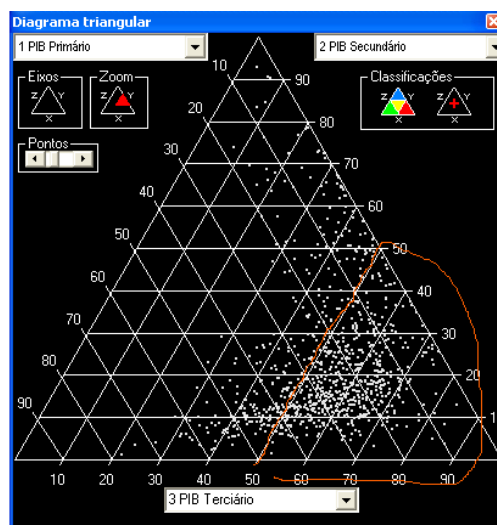 Diagrama triangular
1 PIB Primário
2 PIB Secundário
Eixos
Zoom
Classificações
Z Y
X
Z Y
X
Z Y
X
Z Y
X
Pontos
10 90
20 80
30 70
40 60
50 50
60 40
70 30
80 20
90 1
10 20 30 40 50 60 70 80 90
3 PIB Terciário